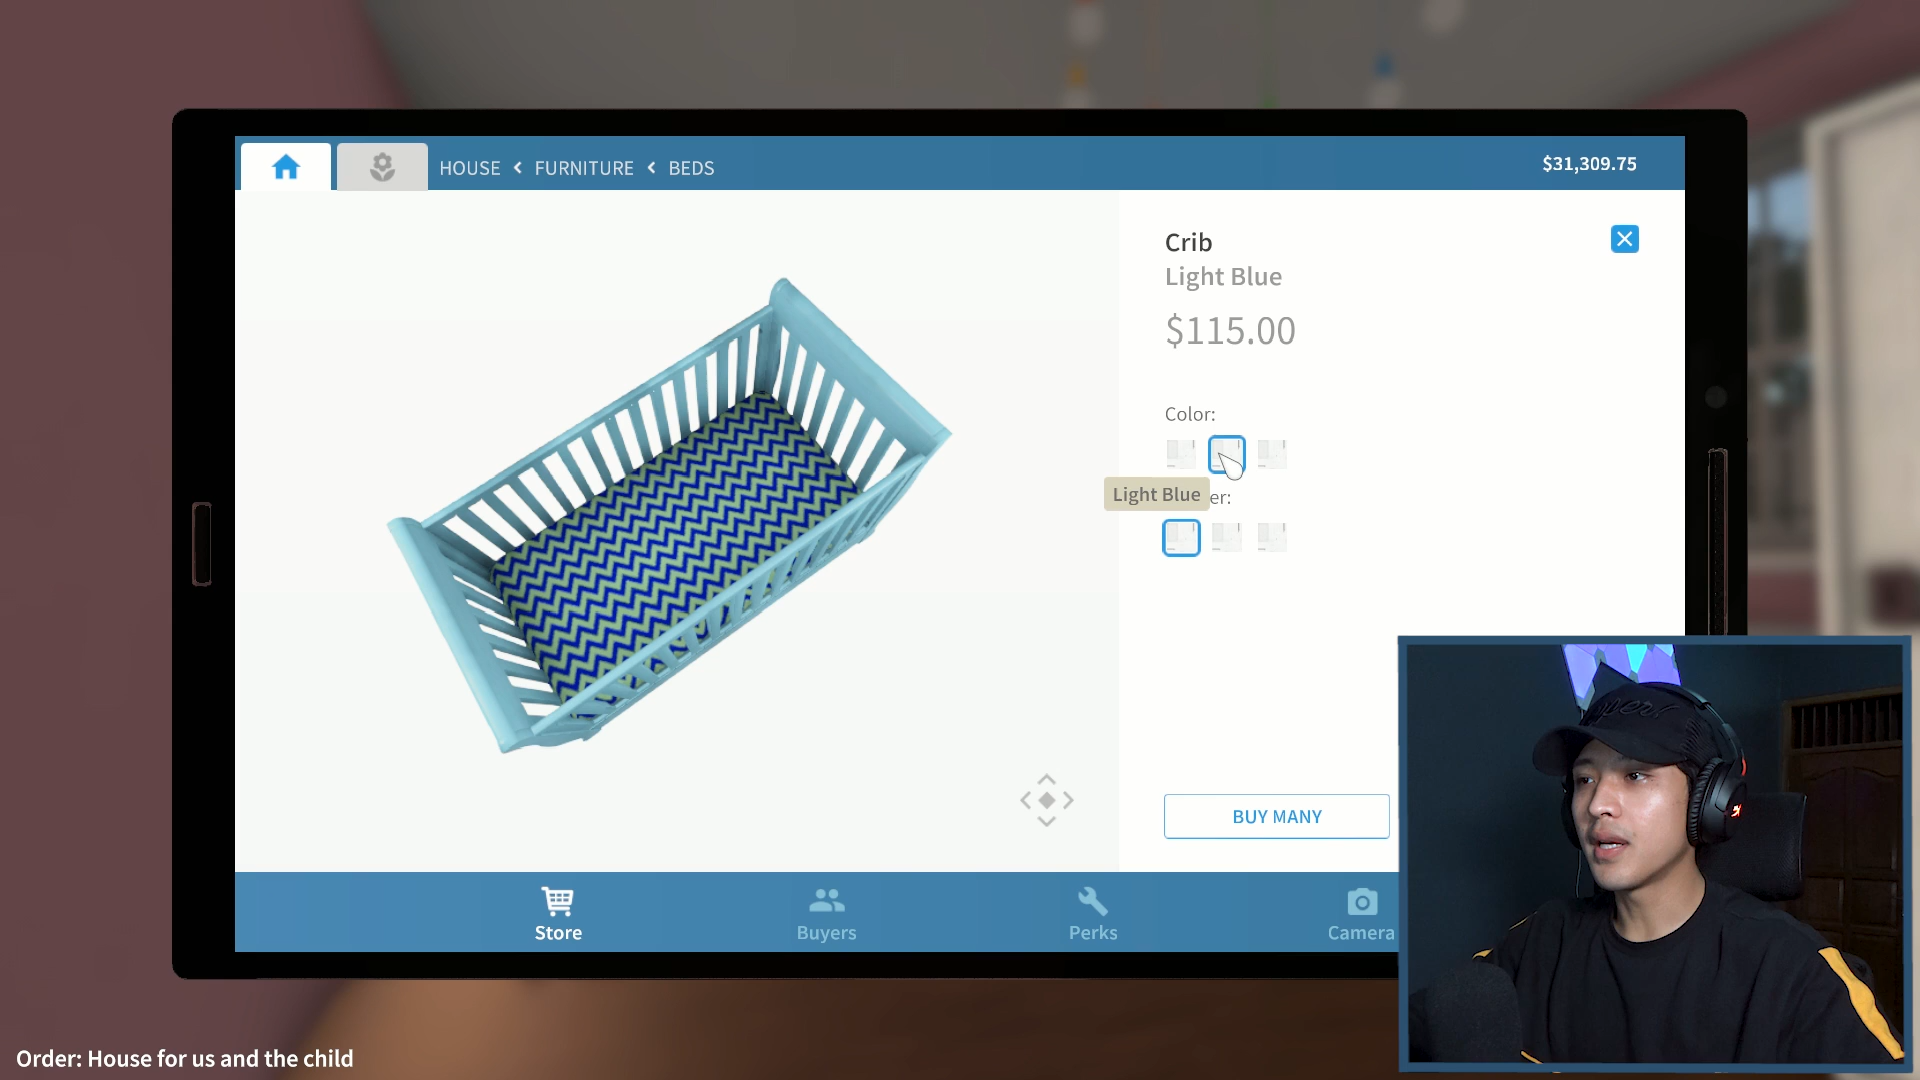 HOUSE < FURNITURE < BEDS
$31,309.75
Crib
Light Blue
$115.00
Color:
Light Blue
er:
BUY MANY
Store
Buyers
Perks
Camera
Order: House for us and the child